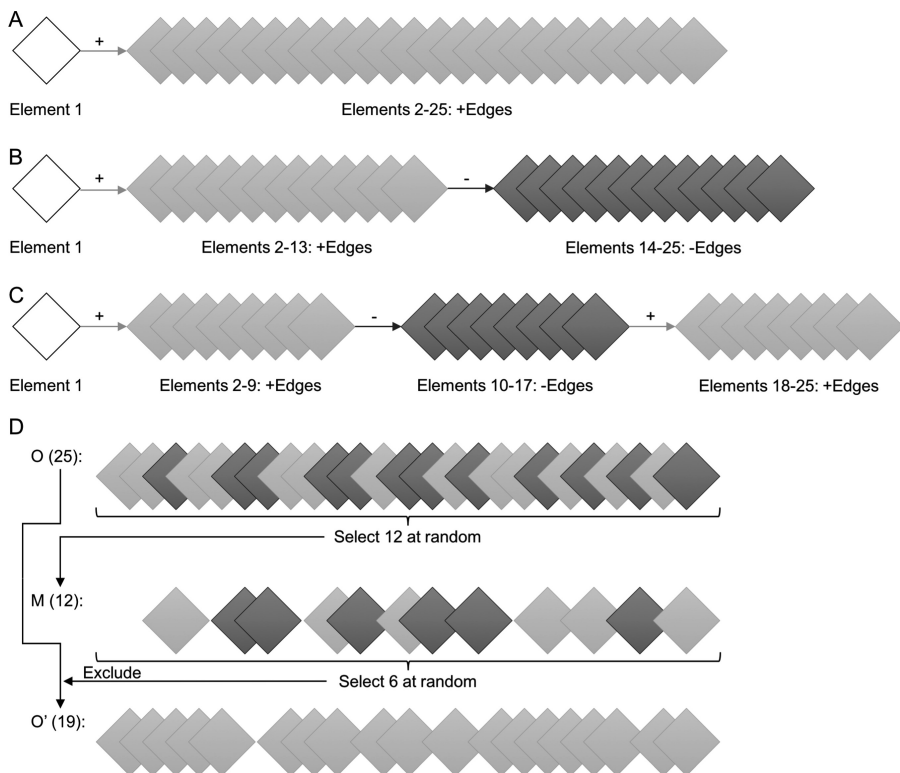 A
+
Element 1
Elements 2-25: +Edges
B
+
-
Element 1
Elements 2-13: +Edges
Elements 14-25: -Edges
C
+
-
+
Element 1
Elements 2-9: +Edges
Elements 10-17: -Edges
Elements 18-25: +Edges
D
O (25):
Select 12 at random
M (12):
Exclude
Select 6 at random
O’ (19):